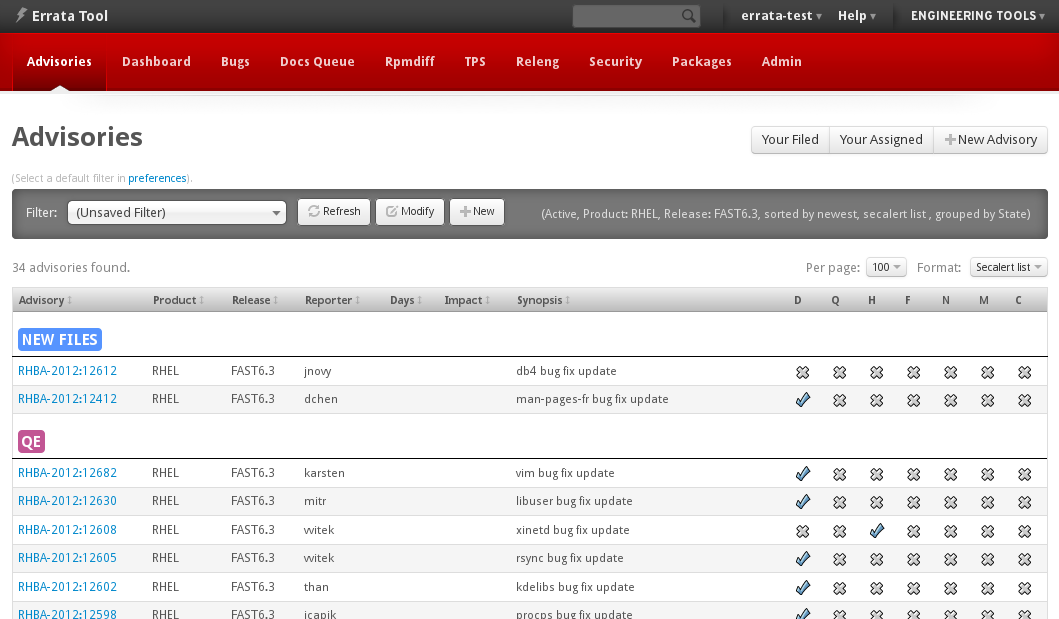 Errata Tool errata-test ▾ Help ▾ ENGINEERING TOOLS ▾
Advisories Dashboard Bugs Docs Queue Rpmdiff TPS Releng Security Packages Admin
Advisories Your Filed Your Assigned New Advisory
(Select a default filter in preferences).
Filter: (Unsaved Filter) Refresh Modify New (Active, Product: RHEL, Release: FAST6.3, sorted by newest, secalert list , grouped by State)
34 advisories found. Per page: 100 Format: Secalert list
Advisory Product Release Reporter Days Impact Synopsis D Q H F N M C
NEW FILES
RHBA-2012:12612 RHEL FAST6.3 jnovy db4 bug fix update
RHBA-2012:12412 RHEL FAST6.3 dchen man-pages-fr bug fix update
QE
RHBA-2012:12682 RHEL FAST6.3 karsten vim bug fix update
RHBA-2012:12630 RHEL FAST6.3 mitr libuser bug fix update
RHBA-2012:12608 RHEL FAST6.3 vvitek xinetd bug fix update
RHBA-2012:12605 RHEL FAST6.3 vvitek rsync bug fix update
RHBA-2012:12602 RHEL FAST6.3 than kdelibs bug fix update
RHBA-2012:12598 RHEL FAST6.3 jcapik procps bug fix update